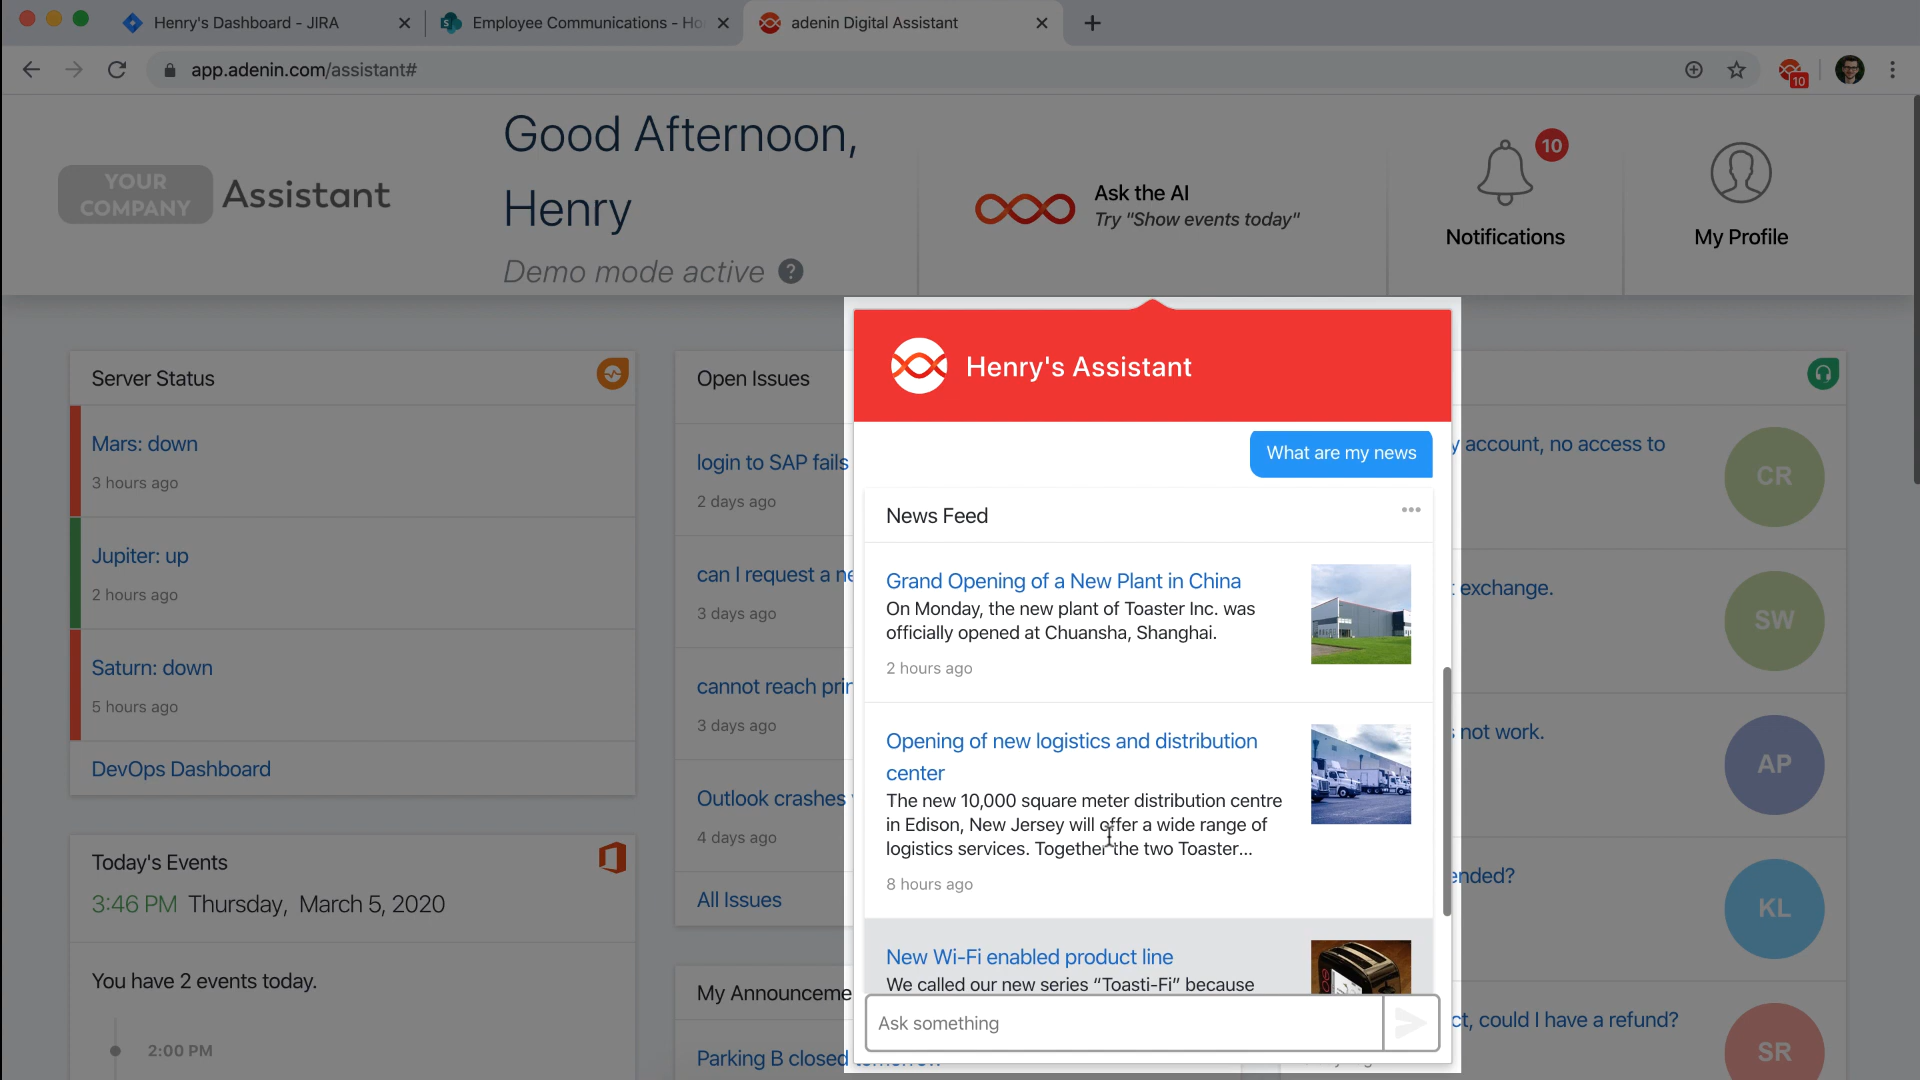 Henry's Dashboard - JIRA
Employee Communications - Ho
adenin Digital Assistant
app.adenin.com/assistant#
10
YOUR COMPANY
Assistant
Good Afternoon,
Henry
Demo mode active ?
Ask the AI
Try "Show events today"
10
Notifications
My Profile
Server Status
Mars: down
3 hours ago
Jupiter: up
2 hours ago
Saturn: down
5 hours ago
DevOps Dashboard
Today's Events
3:46 PM Thursday, March 5, 2020
You have 2 events today.
2:00 PM
Open Issues
login to SAP fails
2 days ago
can I request a ne
3 days ago
cannot reach prin
3 days ago
Outlook crashes
4 days ago
All Issues
My Announceme
Parking B closed
Henry's Assistant
What are my news
News Feed
Grand Opening of a New Plant in China
On Monday, the new plant of Toaster Inc. was
officially opened at Chuansha, Shanghai.
2 hours ago
Opening of new logistics and distribution
center
The new 10,000 square meter distribution centre
in Edison, New Jersey will offer a wide range of
logistics services. Together the two Toaster...
8 hours ago
New Wi-Fi enabled product line
We called our new series “Toasti-Fi” because
Ask something
y account, no access to
CR
exchange.
SW
not work.
AP
ended?
KL
ct, could I have a refund?
SR